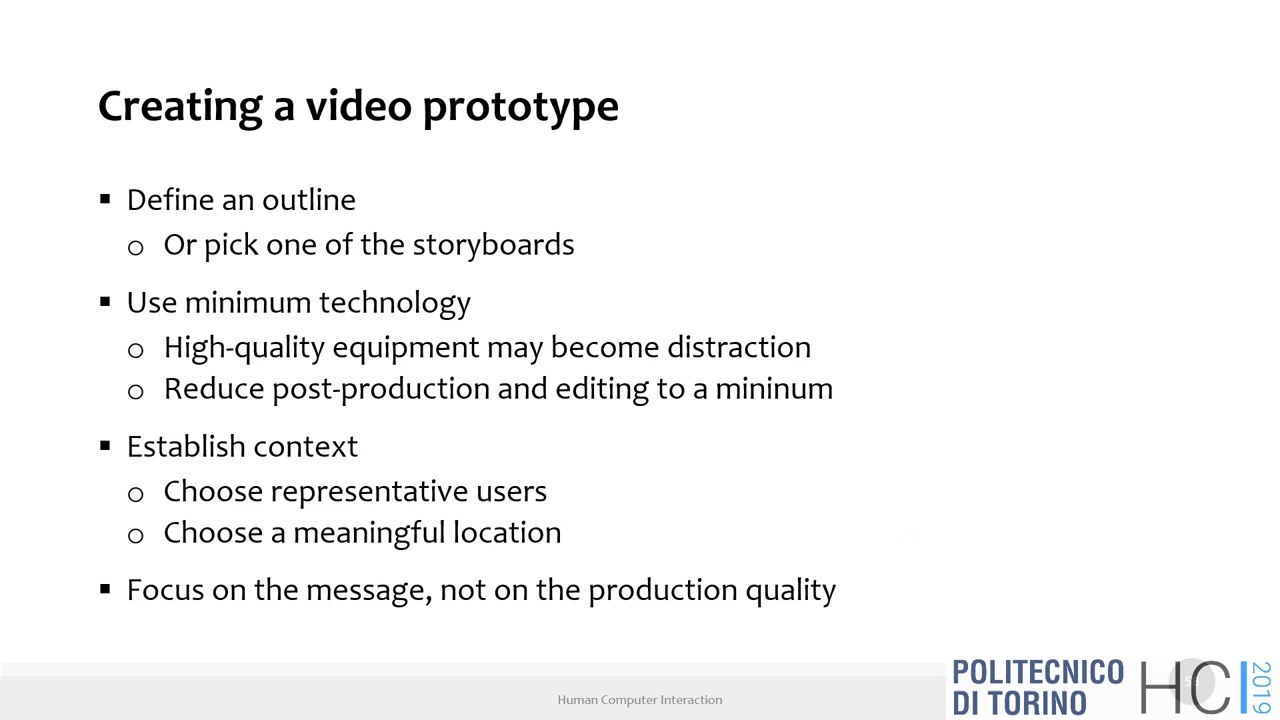 Creating a video prototype
▪ Define an outline
o Or pick one of the storyboards
▪ Use minimum technology
o High-quality equipment may become distraction
o Reduce post-production and editing to a mininum
▪ Establish context
o Choose representative users
o Choose a meaningful location
▪ Focus on the message, not on the production quality
Human Computer Interaction
POLITECNICO
DI TORINO
HCI
2019